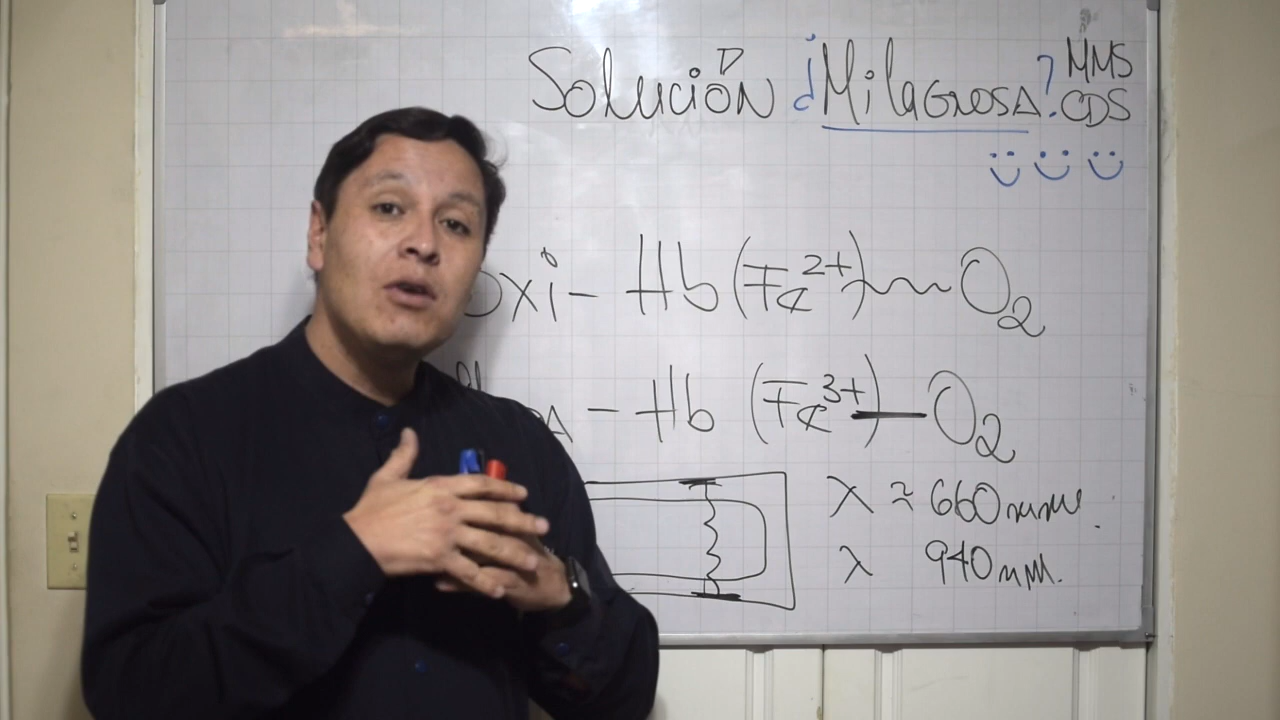 Solución ¿Milagrosa? MMS
CDS
Oxi - Hb (Fe²⁺) O₂
- Hb (Fe³⁺) - O₂
λ ≈ 660 nm.
λ 940 nm.